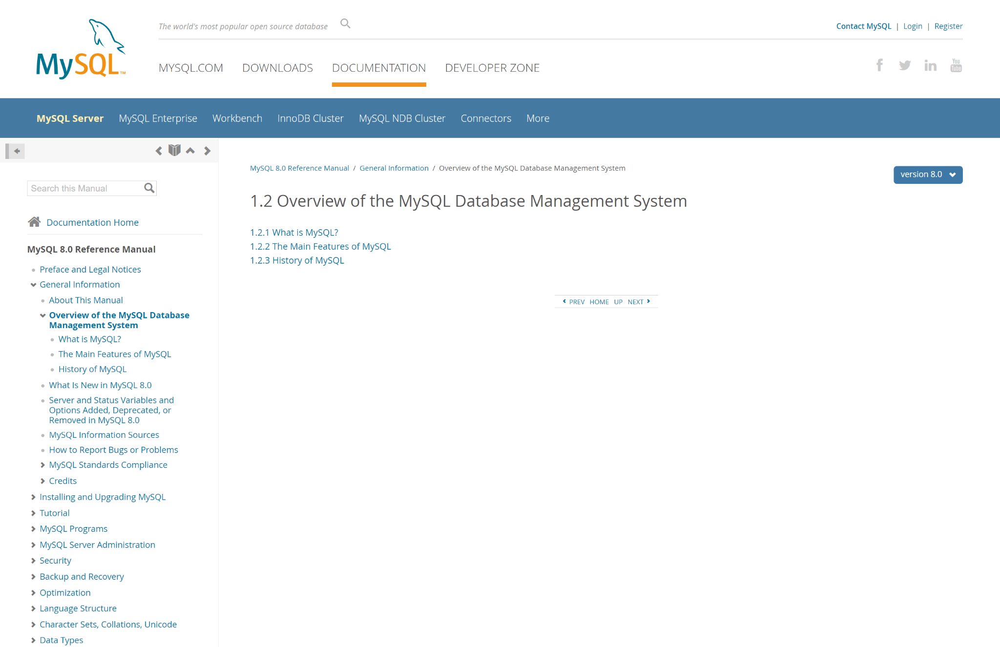 The world's most popular open source database
Contact MySQL | Login | Register
MySQL™
MYSQL.COM DOWNLOADS DOCUMENTATION DEVELOPER ZONE
You
Tube
MySQL Server MySQL Enterprise Workbench InnoDB Cluster MySQL NDB Cluster Connectors More
Search this Manual
Documentation Home
MySQL 8.0 Reference Manual
Preface and Legal Notices
General Information
About This Manual
Overview of the MySQL Database
Management System
What is MySQL?
The Main Features of MySQL
History of MySQL
What Is New in MySQL 8.0
Server and Status Variables and
Options Added, Deprecated, or
Removed in MySQL 8.0
MySQL Information Sources
How to Report Bugs or Problems
MySQL Standards Compliance
Credits
Installing and Upgrading MySQL
Tutorial
MySQL Programs
MySQL Server Administration
Security
Backup and Recovery
Optimization
Language Structure
Character Sets, Collations, Unicode
Data Types
MySQL 8.0 Reference Manual / General Information / Overview of the MySQL Database Management System
version 8.0
1.2 Overview of the MySQL Database Management System
1.2.1 What is MySQL?
1.2.2 The Main Features of MySQL
1.2.3 History of MySQL
PREV HOME UP NEXT